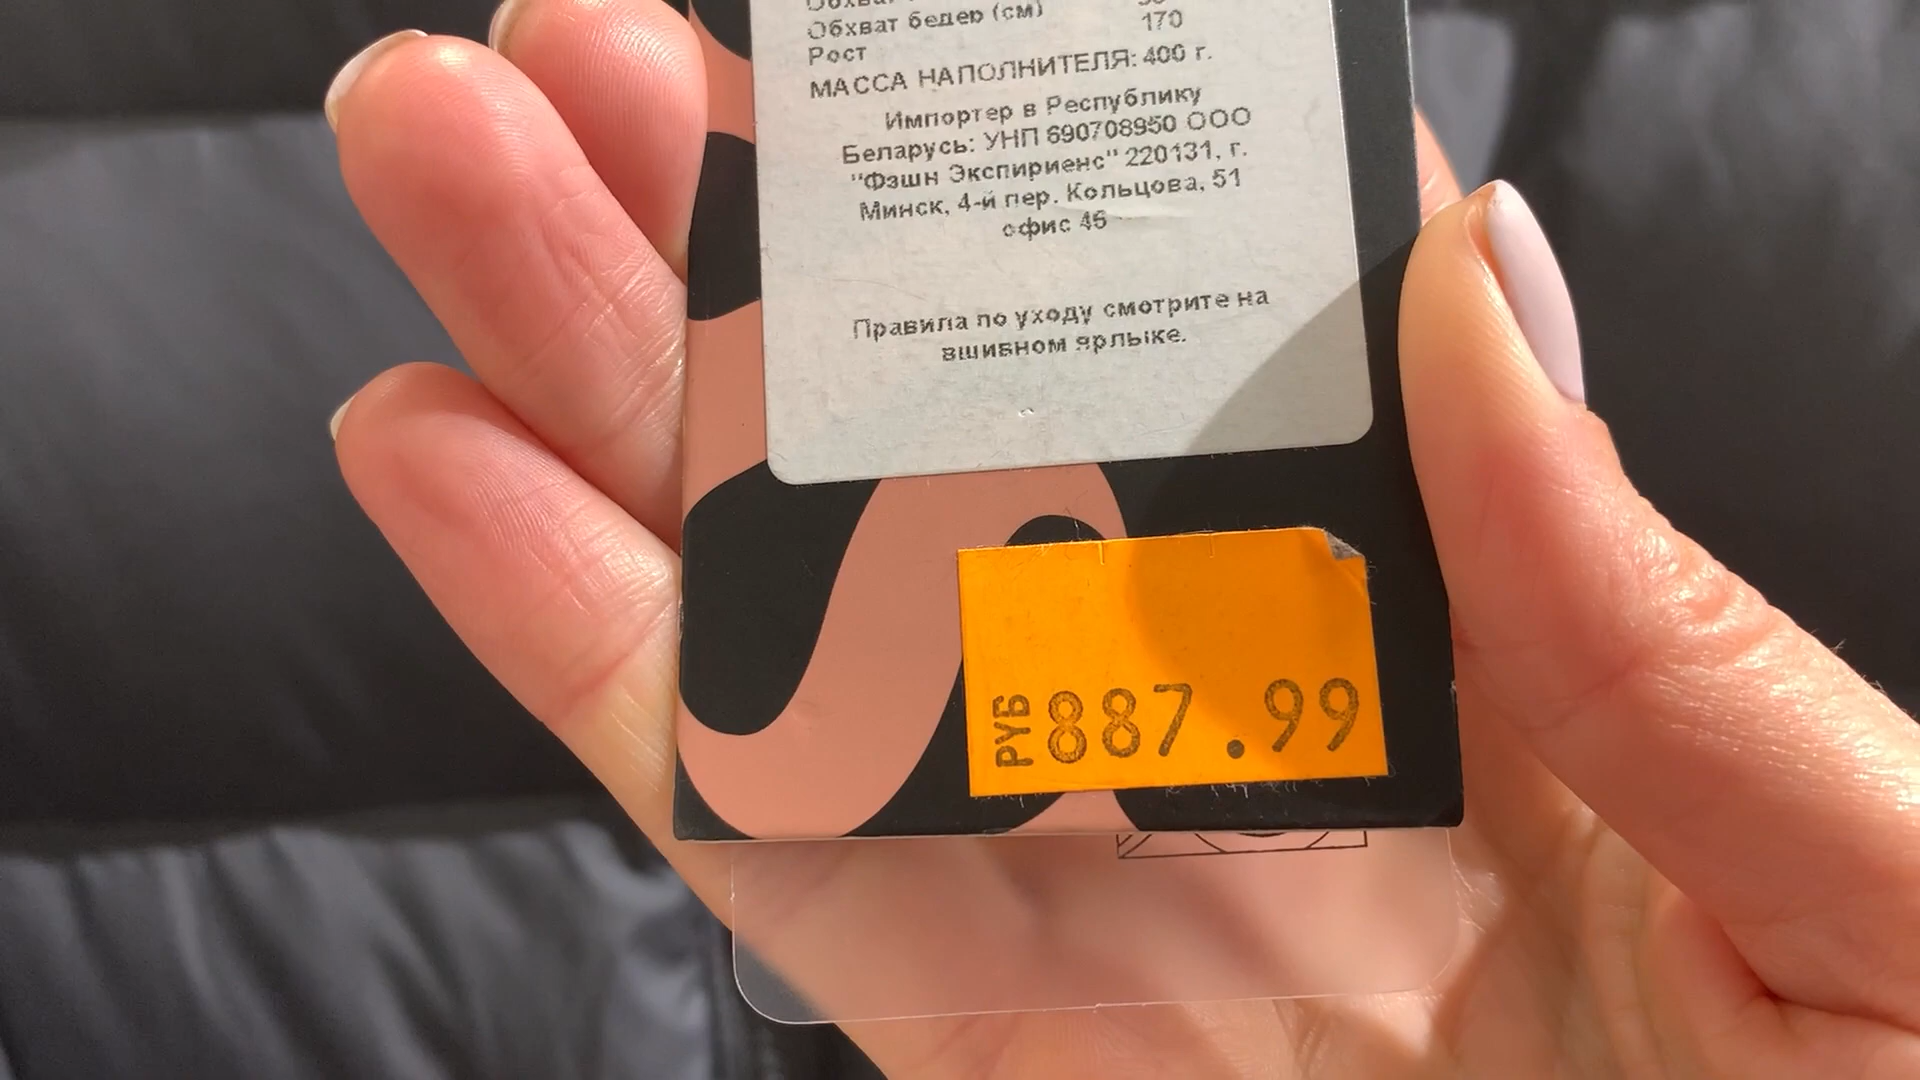 Обхват бедер (см)
Рост 170
МАССА НАПОЛНИТЕЛЯ: 400 г.
Импортер в Республику
Беларусь: УНП 690708950 ООО
"Фэшн Экспириенс" 220131, г.
Минск, 4-й пер. Кольцова, 51
офис 46
Правила по уходу смотрите на
вшивном ярлыке.
РУБ 887.99